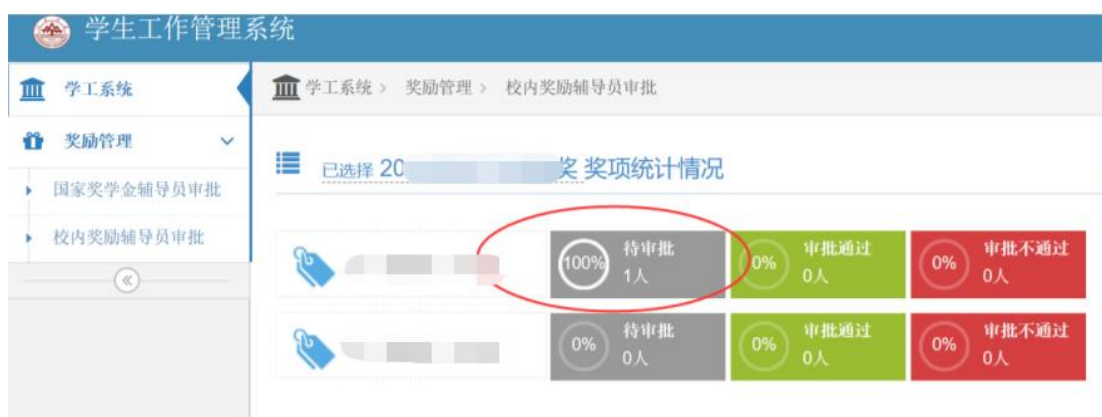 学生工作管理系统
学工系统
学工系统 > 奖励管理 > 校内奖励辅导员审批
奖励管理
已选择 20 奖 奖项统计情况
国家奖学金辅导员审批
校内奖励辅导员审批
100% 待审批 1人
0% 审批通过 0人
0% 审批不通过 0人
0% 待审批 0人
0% 审批通过 0人
0% 审批不通过 0人